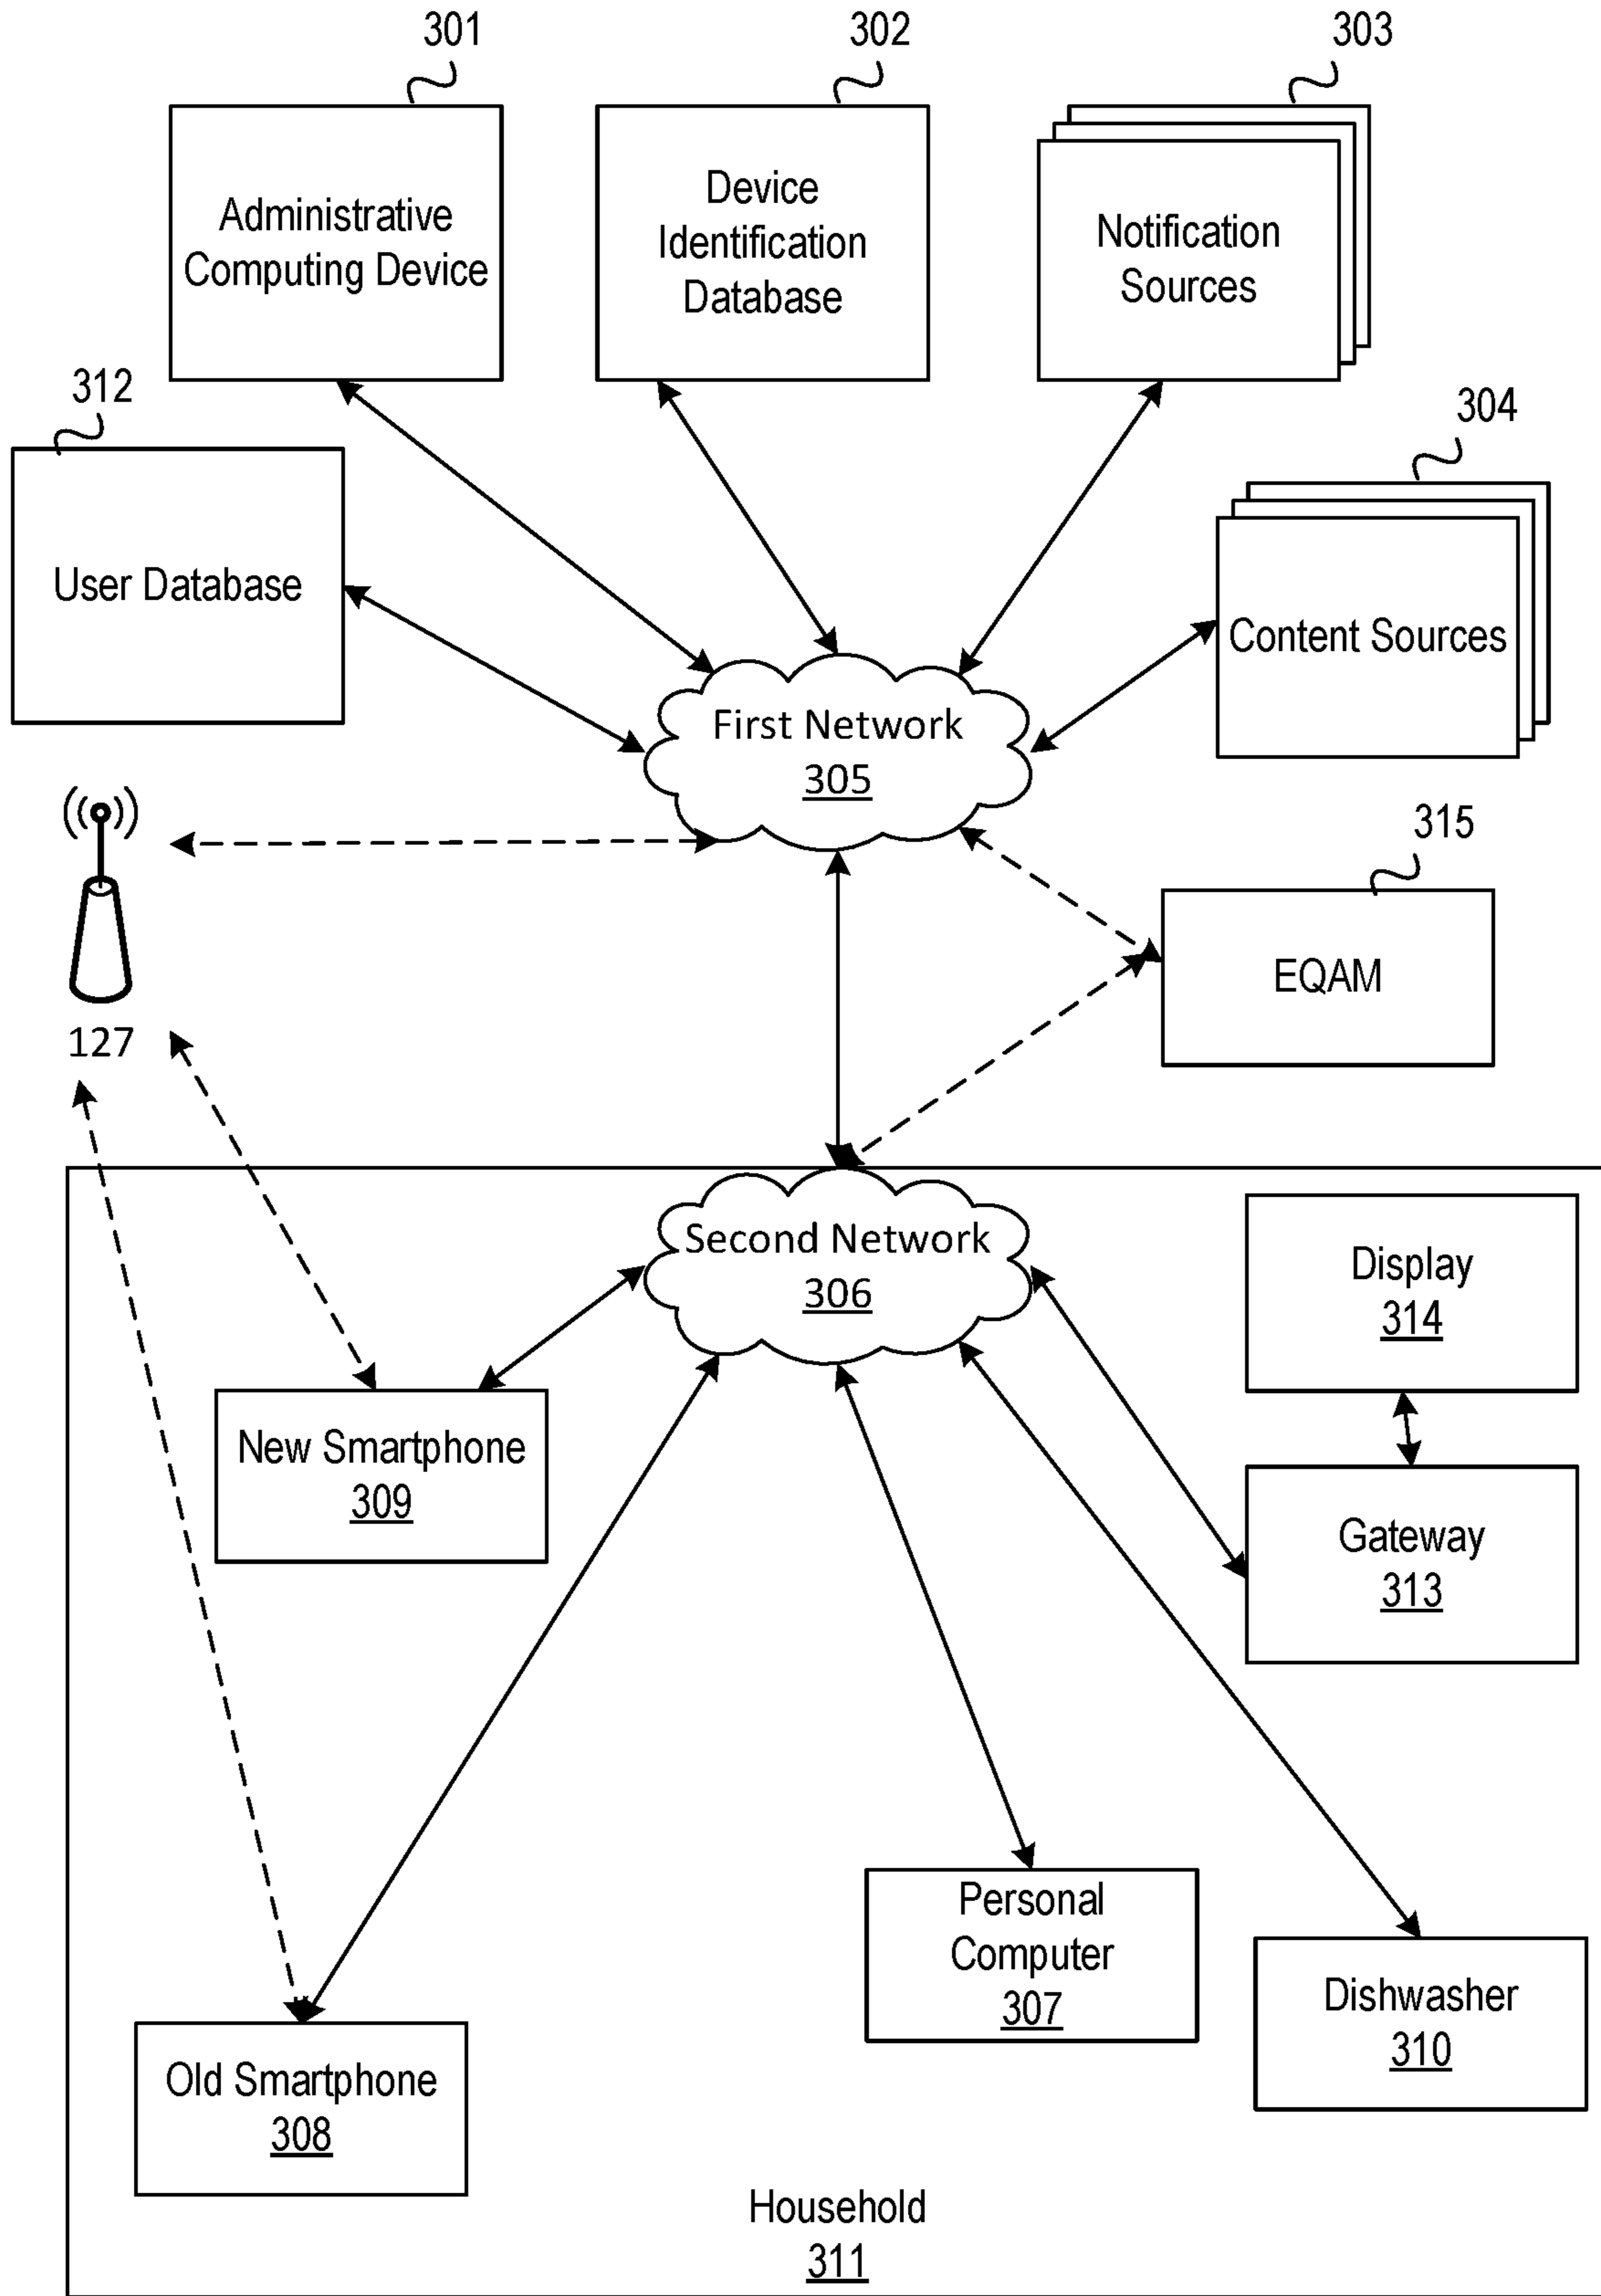 301
302
303
Administrative
Computing Device
Device
Identification
Database
Notification
Sources
312
304
User Database
Content Sources
First Network
305
315
EQAM
127
Second Network
306
Display
314
New Smartphone
309
Gateway
313
Personal
Computer
307
Dishwasher
310
Old Smartphone
308
Household
311